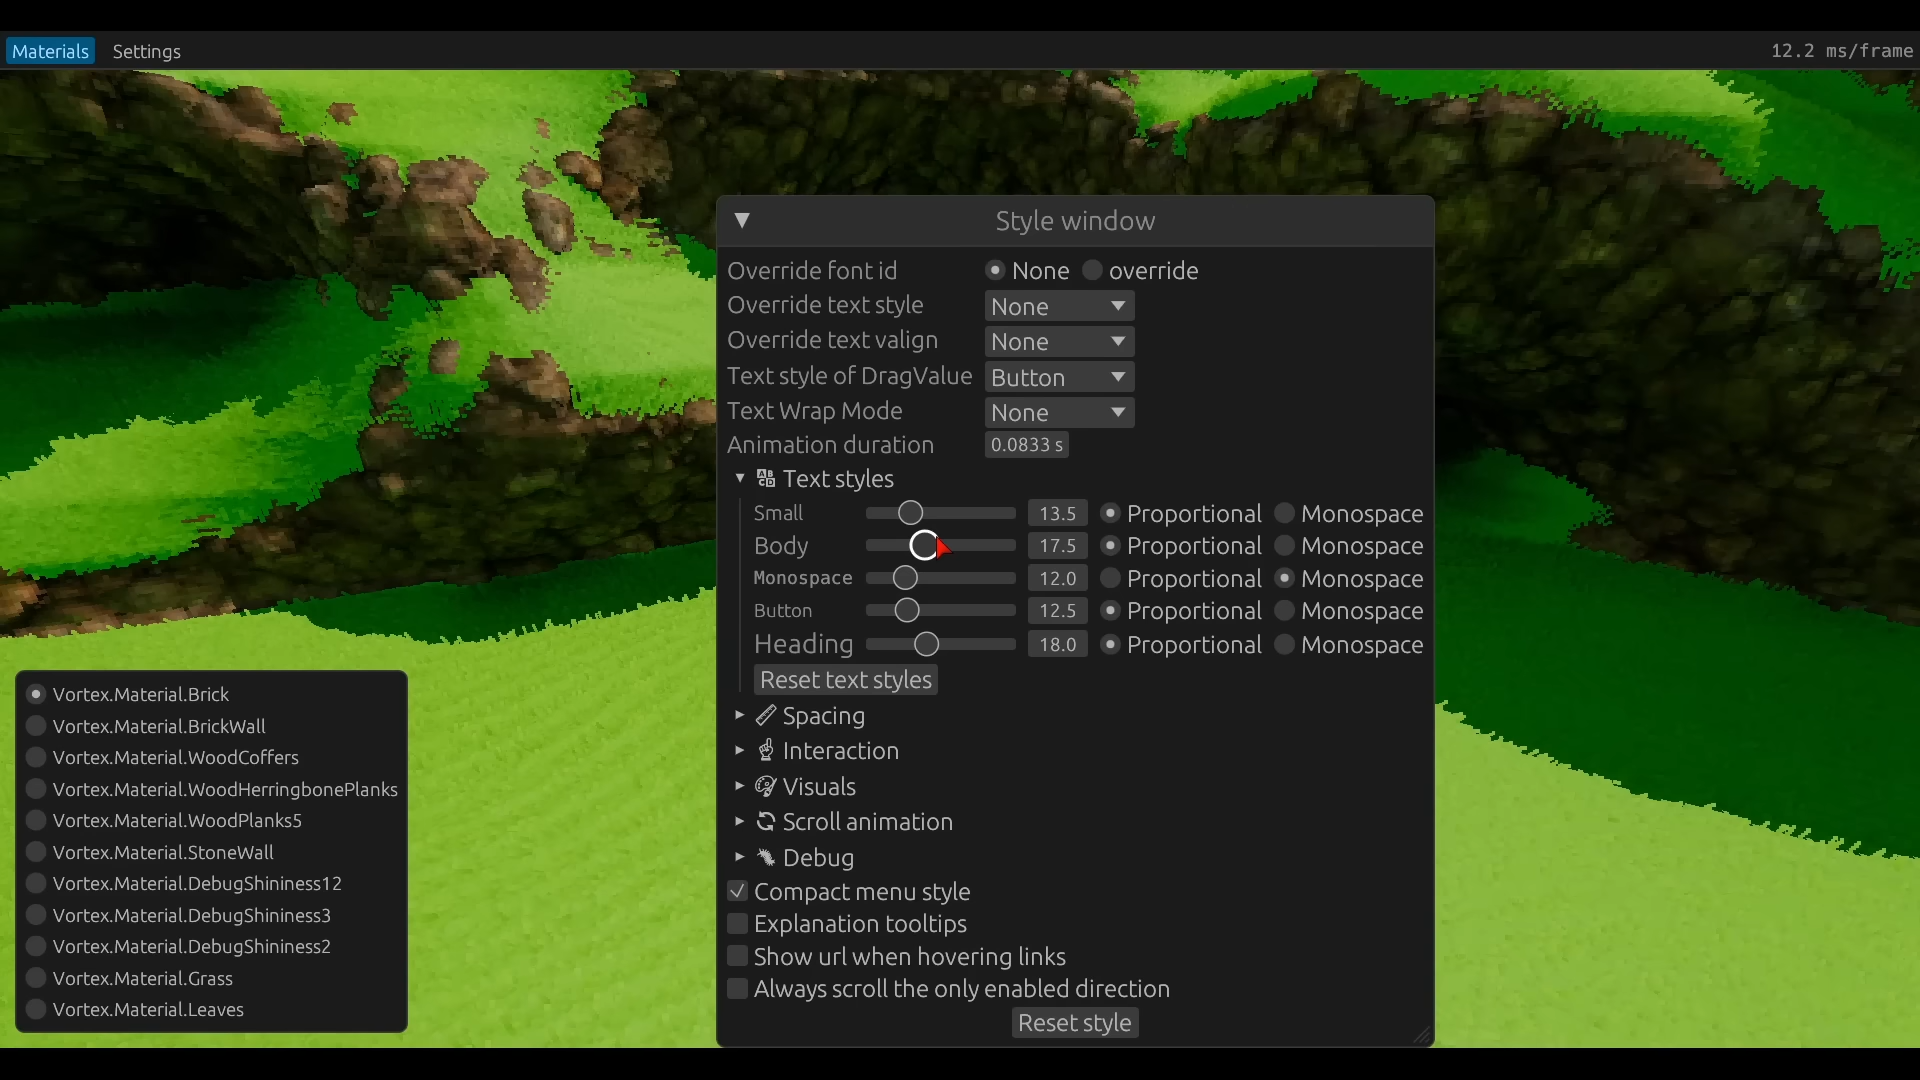 Materials Settings 12.2 ms/frame
Style window
Override font id None override
Override text style None
Override text valign None
Text style of DragValue Button
Text Wrap Mode None
Animation duration 0.0833 s
Text styles
Small 13.5 Proportional Monospace
Body 17.5 Proportional Monospace
Monospace 12.0 Proportional Monospace
Button 12.5 Proportional Monospace
Heading 18.0 Proportional Monospace
Reset text styles
Spacing
Interaction
Visuals
Scroll animation
Debug
Compact menu style
Explanation tooltips
Show url when hovering links
Always scroll the only enabled direction
Reset style
Vortex.Material.Brick
Vortex.Material.BrickWall
Vortex.Material.WoodCoffers
Vortex.Material.WoodHerringbonePlanks
Vortex.Material.WoodPlanks5
Vortex.Material.StoneWall
Vortex.Material.DebugShininess12
Vortex.Material.DebugShininess3
Vortex.Material.DebugShininess2
Vortex.Material.Grass
Vortex.Material.Leaves